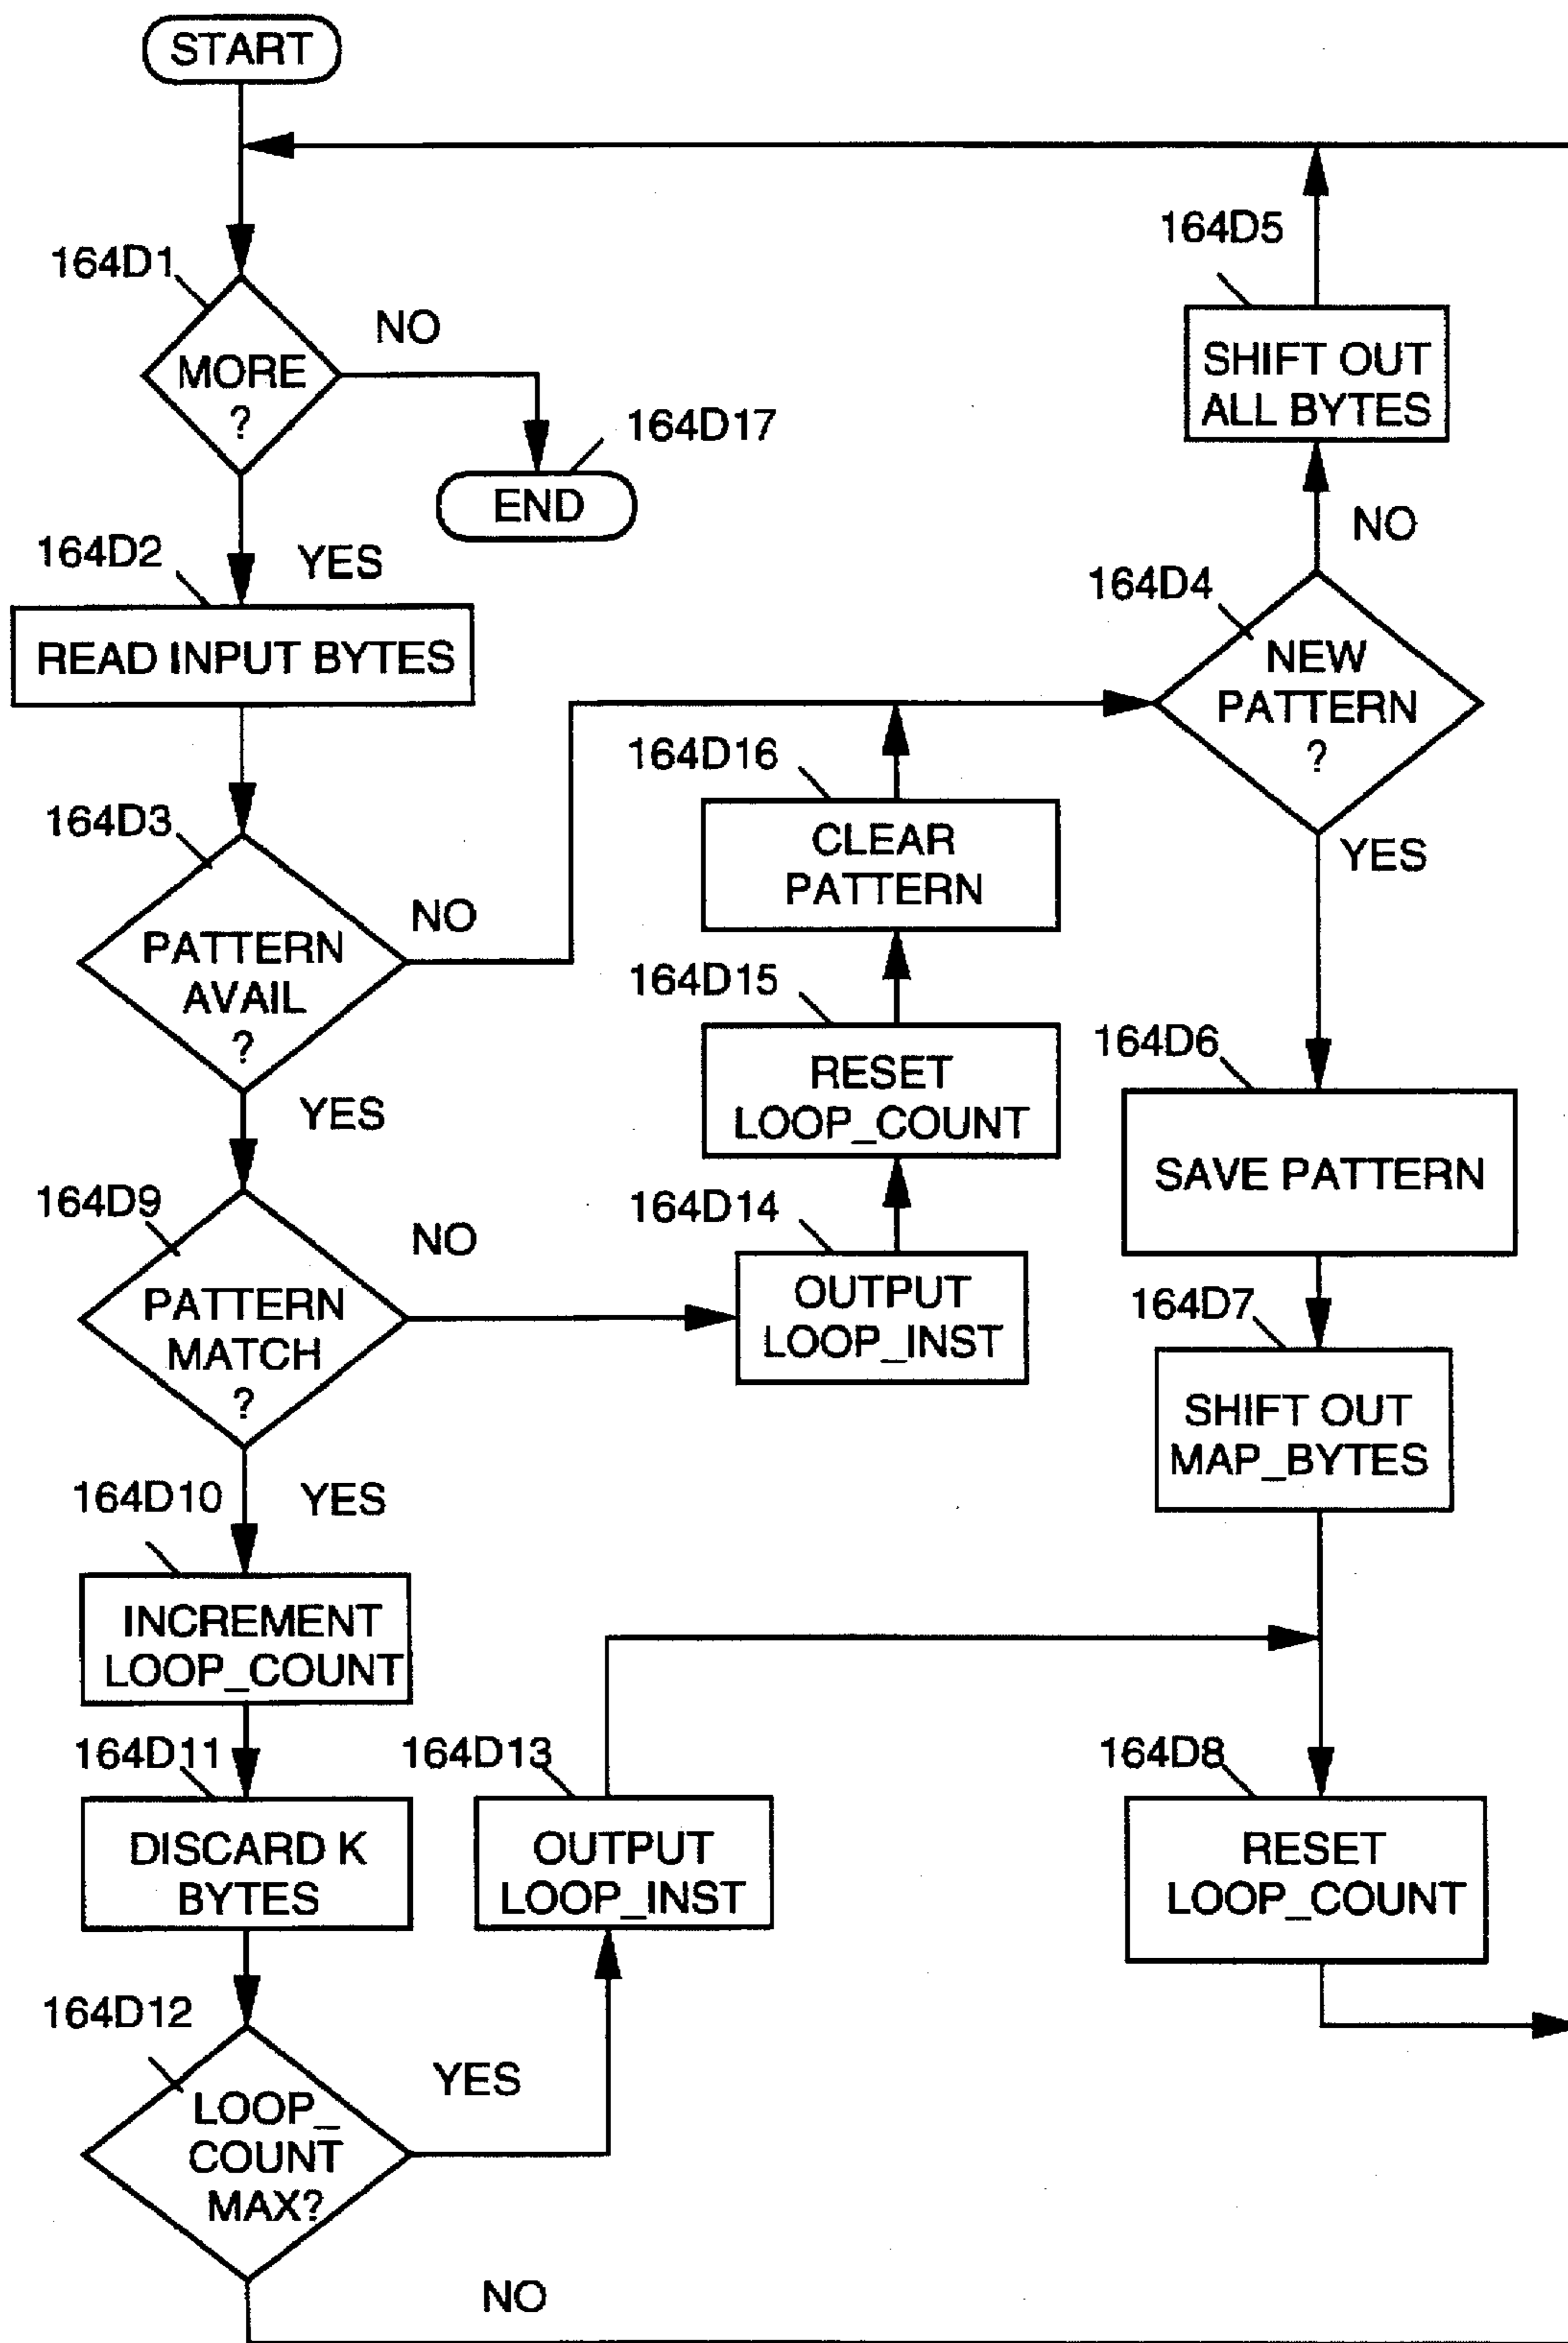 START
164D1
MORE
?
NO
164D17
END
YES
164D2
READ INPUT BYTES
164D3
PATTERN
AVAIL
?
NO
YES
164D9
PATTERN
MATCH
?
NO
YES
164D10
INCREMENT
LOOP_COUNT
164D11
DISCARD K
BYTES
164D12
LOOP_
COUNT
MAX?
YES
NO
164D13
OUTPUT
LOOP_INST
164D16
CLEAR
PATTERN
164D15
RESET
LOOP_COUNT
164D14
OUTPUT
LOOP_INST
164D5
SHIFT OUT
ALL BYTES
NO
164D4
NEW
PATTERN
?
YES
164D6
SAVE PATTERN
164D7
SHIFT OUT
MAP_BYTES
164D8
RESET
LOOP_COUNT